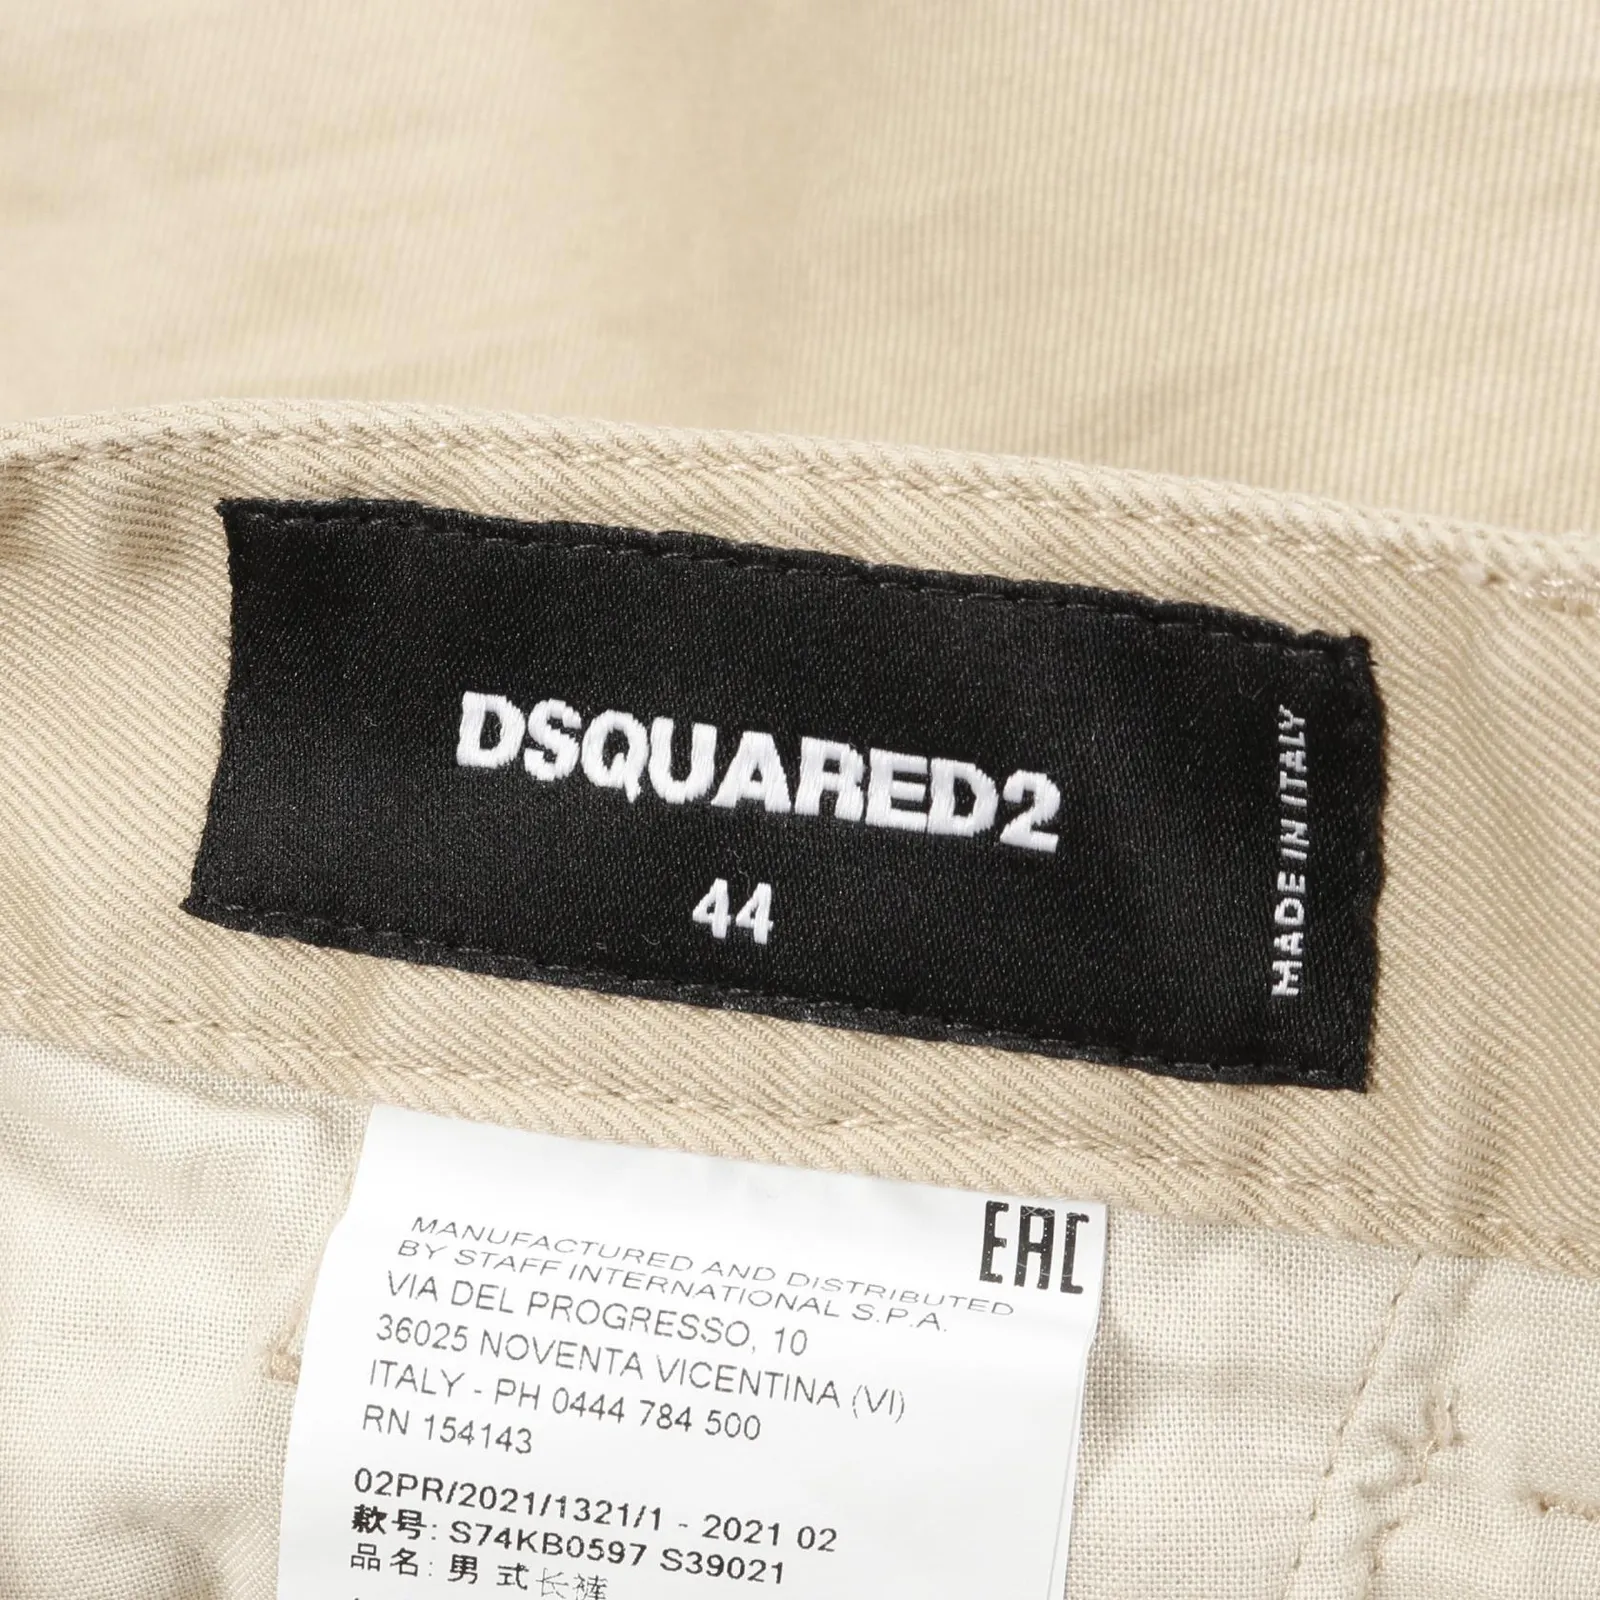 DSQUARED2
44
MADE IN ITALY
EAC
MANUFACTURED AND DISTRIBUTED
BY STAFF INTERNATIONAL S.P.A.
VIA DEL PROGRESSO, 10
36025 NOVENTA VICENTINA (VI)
ITALY - PH 0444 784 500
RN 154143
02PR/2021/1321/1 - 2021 02
款号: S74KB0597 S39021
品名: 男式长裤